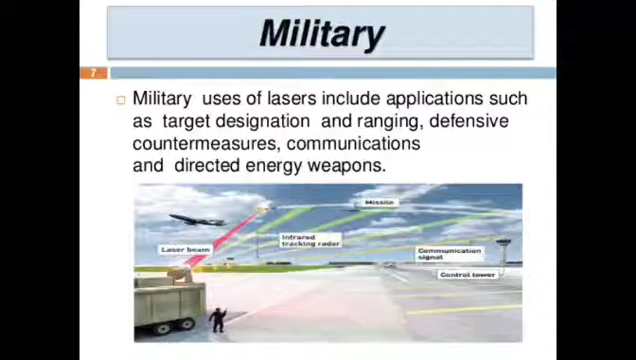 Military
7
Military uses of lasers include applications such
as target designation and ranging, defensive
countermeasures, communications
and directed energy weapons.
Missile
Infrared
tracking radar
Laser beam
Communication
signal
Control tower